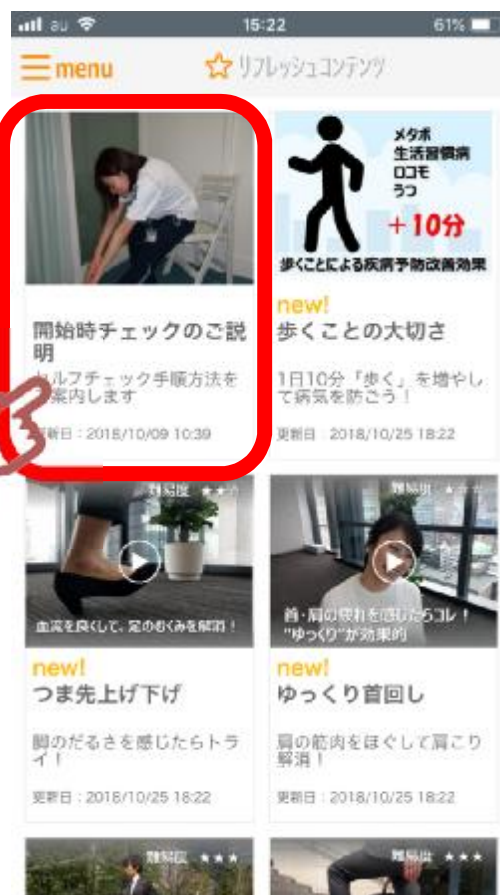 au 15:22 61%
menu ☆リフレッシュコンテンツ
メタボ
生活習慣病
ロコモ
うつ
+10分
歩くことによる疾病予防改善効果
開始時チェックのご説
明
ルフチェック手順方法を
案内します
新日:2018/10/09 10:39
new!
歩くことの大切さ
1日10分「歩く」を増やし
て病気を防ごう!
更新日:2018/10/25 18:22
難易度 ★★☆
血流を良くして、足のむくみを解消!
new!
つま先上げ下げ
脚のだるさを感じたらトラ
イ!
更新日:2018/10/25 18:22
難易度 ★☆☆
首・肩の疲れを感じたらコレ!
"ゆっくり"が効果的
new!
ゆっくり首回し
肩の筋肉をほぐして肩こり
解消!
更新日:2018/10/25 18:22
難易度 ★★★
難易度 ★★★